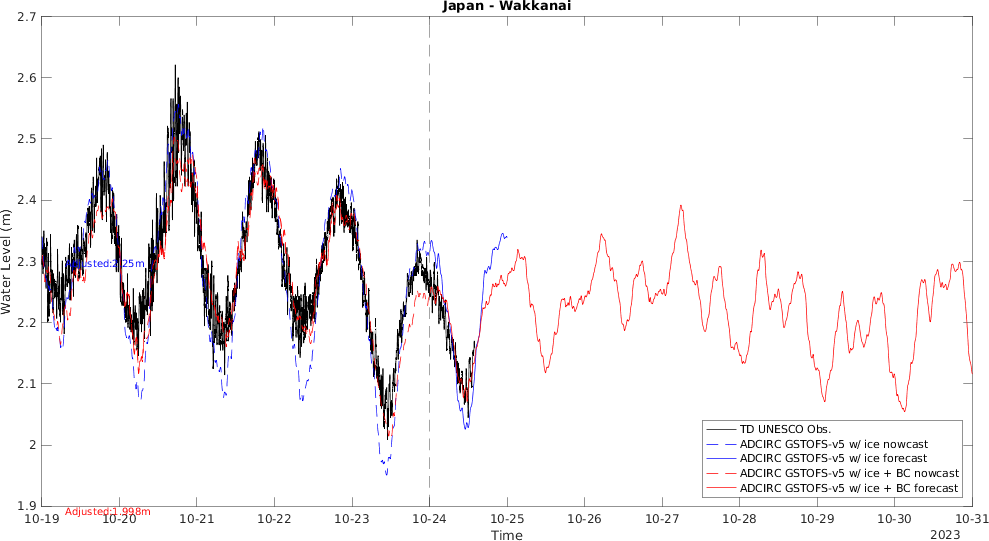 Japan - Wakkanai
2.7
2.6
2.5
2.4
2.3
2.2
2.1
2
1.9
Water Level (m)
Adjusted:2.25m
Adjusted:1.998m
TD UNESCO Obs.
ADCIRC GSTOFS-v5 w/ ice nowcast
ADCIRC GSTOFS-v5 w/ ice forecast
ADCIRC GSTOFS-v5 w/ ice + BC nowcast
ADCIRC GSTOFS-v5 w/ ice + BC forecast
10-19 10-20 10-21 10-22 10-23 10-24 10-25 10-26 10-27 10-28 10-29 10-30 10-31
Time
2023